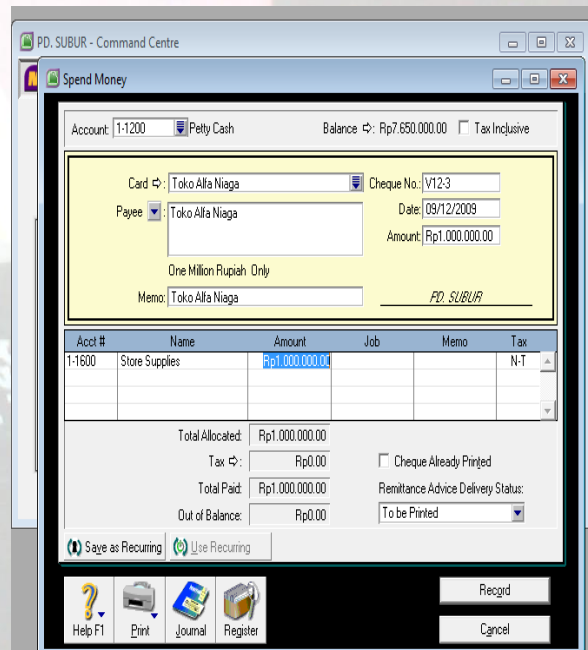 PD. SUBUR - Command Centre
Spend Money
Account: 1-1200 Petty Cash Balance ⇨: Rp7.650.000.00 Tax Inclusive
Card ⇨: Toko Alfa Niaga Cheque No.: V12-3
Payee : Toko Alfa Niaga Date: 09/12/2009
Amount: Rp1.000.000.00
One Million Rupiah Only
Memo: Toko Alfa Niaga PD. SUBUR
Acct # Name Amount Job Memo Tax
1-1600 Store Supplies Rp1.000.000.00 N-T
Total Allocated: Rp1.000.000.00
Tax ⇨: Rp0.00 Cheque Already Printed
Total Paid: Rp1.000.000.00 Remittance Advice Delivery Status:
Out of Balance: Rp0.00 To be Printed
Save as Recurring Use Recurring
Record
Help F1 Print Journal Register Cancel